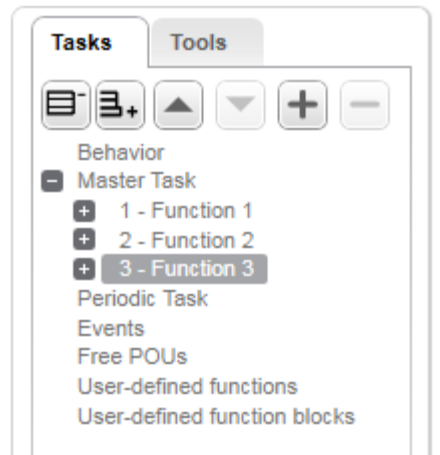 Tasks Tools
Behavior
Master Task
1 - Function 1
2 - Function 2
3 - Function 3
Periodic Task
Events
Free POUs
User-defined functions
User-defined function blocks